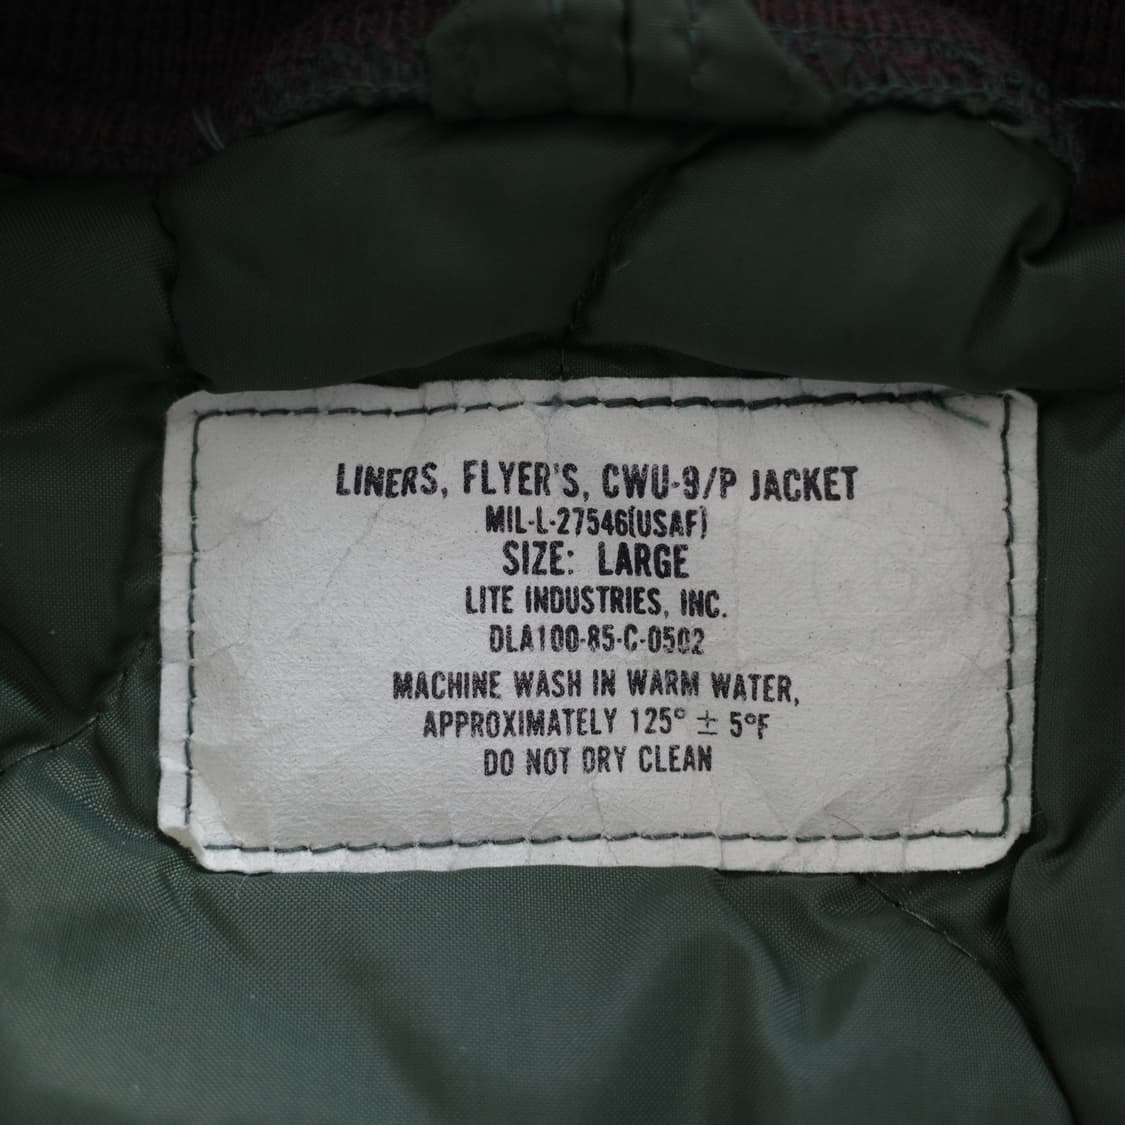 LINERS, FLYER'S, CWU-9/P JACKET
MIL-L-27546(USAF)
SIZE: LARGE
LITE INDUSTRIES, INC.
DLA100-85-C-0502
MACHINE WASH IN WARM WATER,
APPROXIMATELY 125° ± 5°F
DO NOT DRY CLEAN